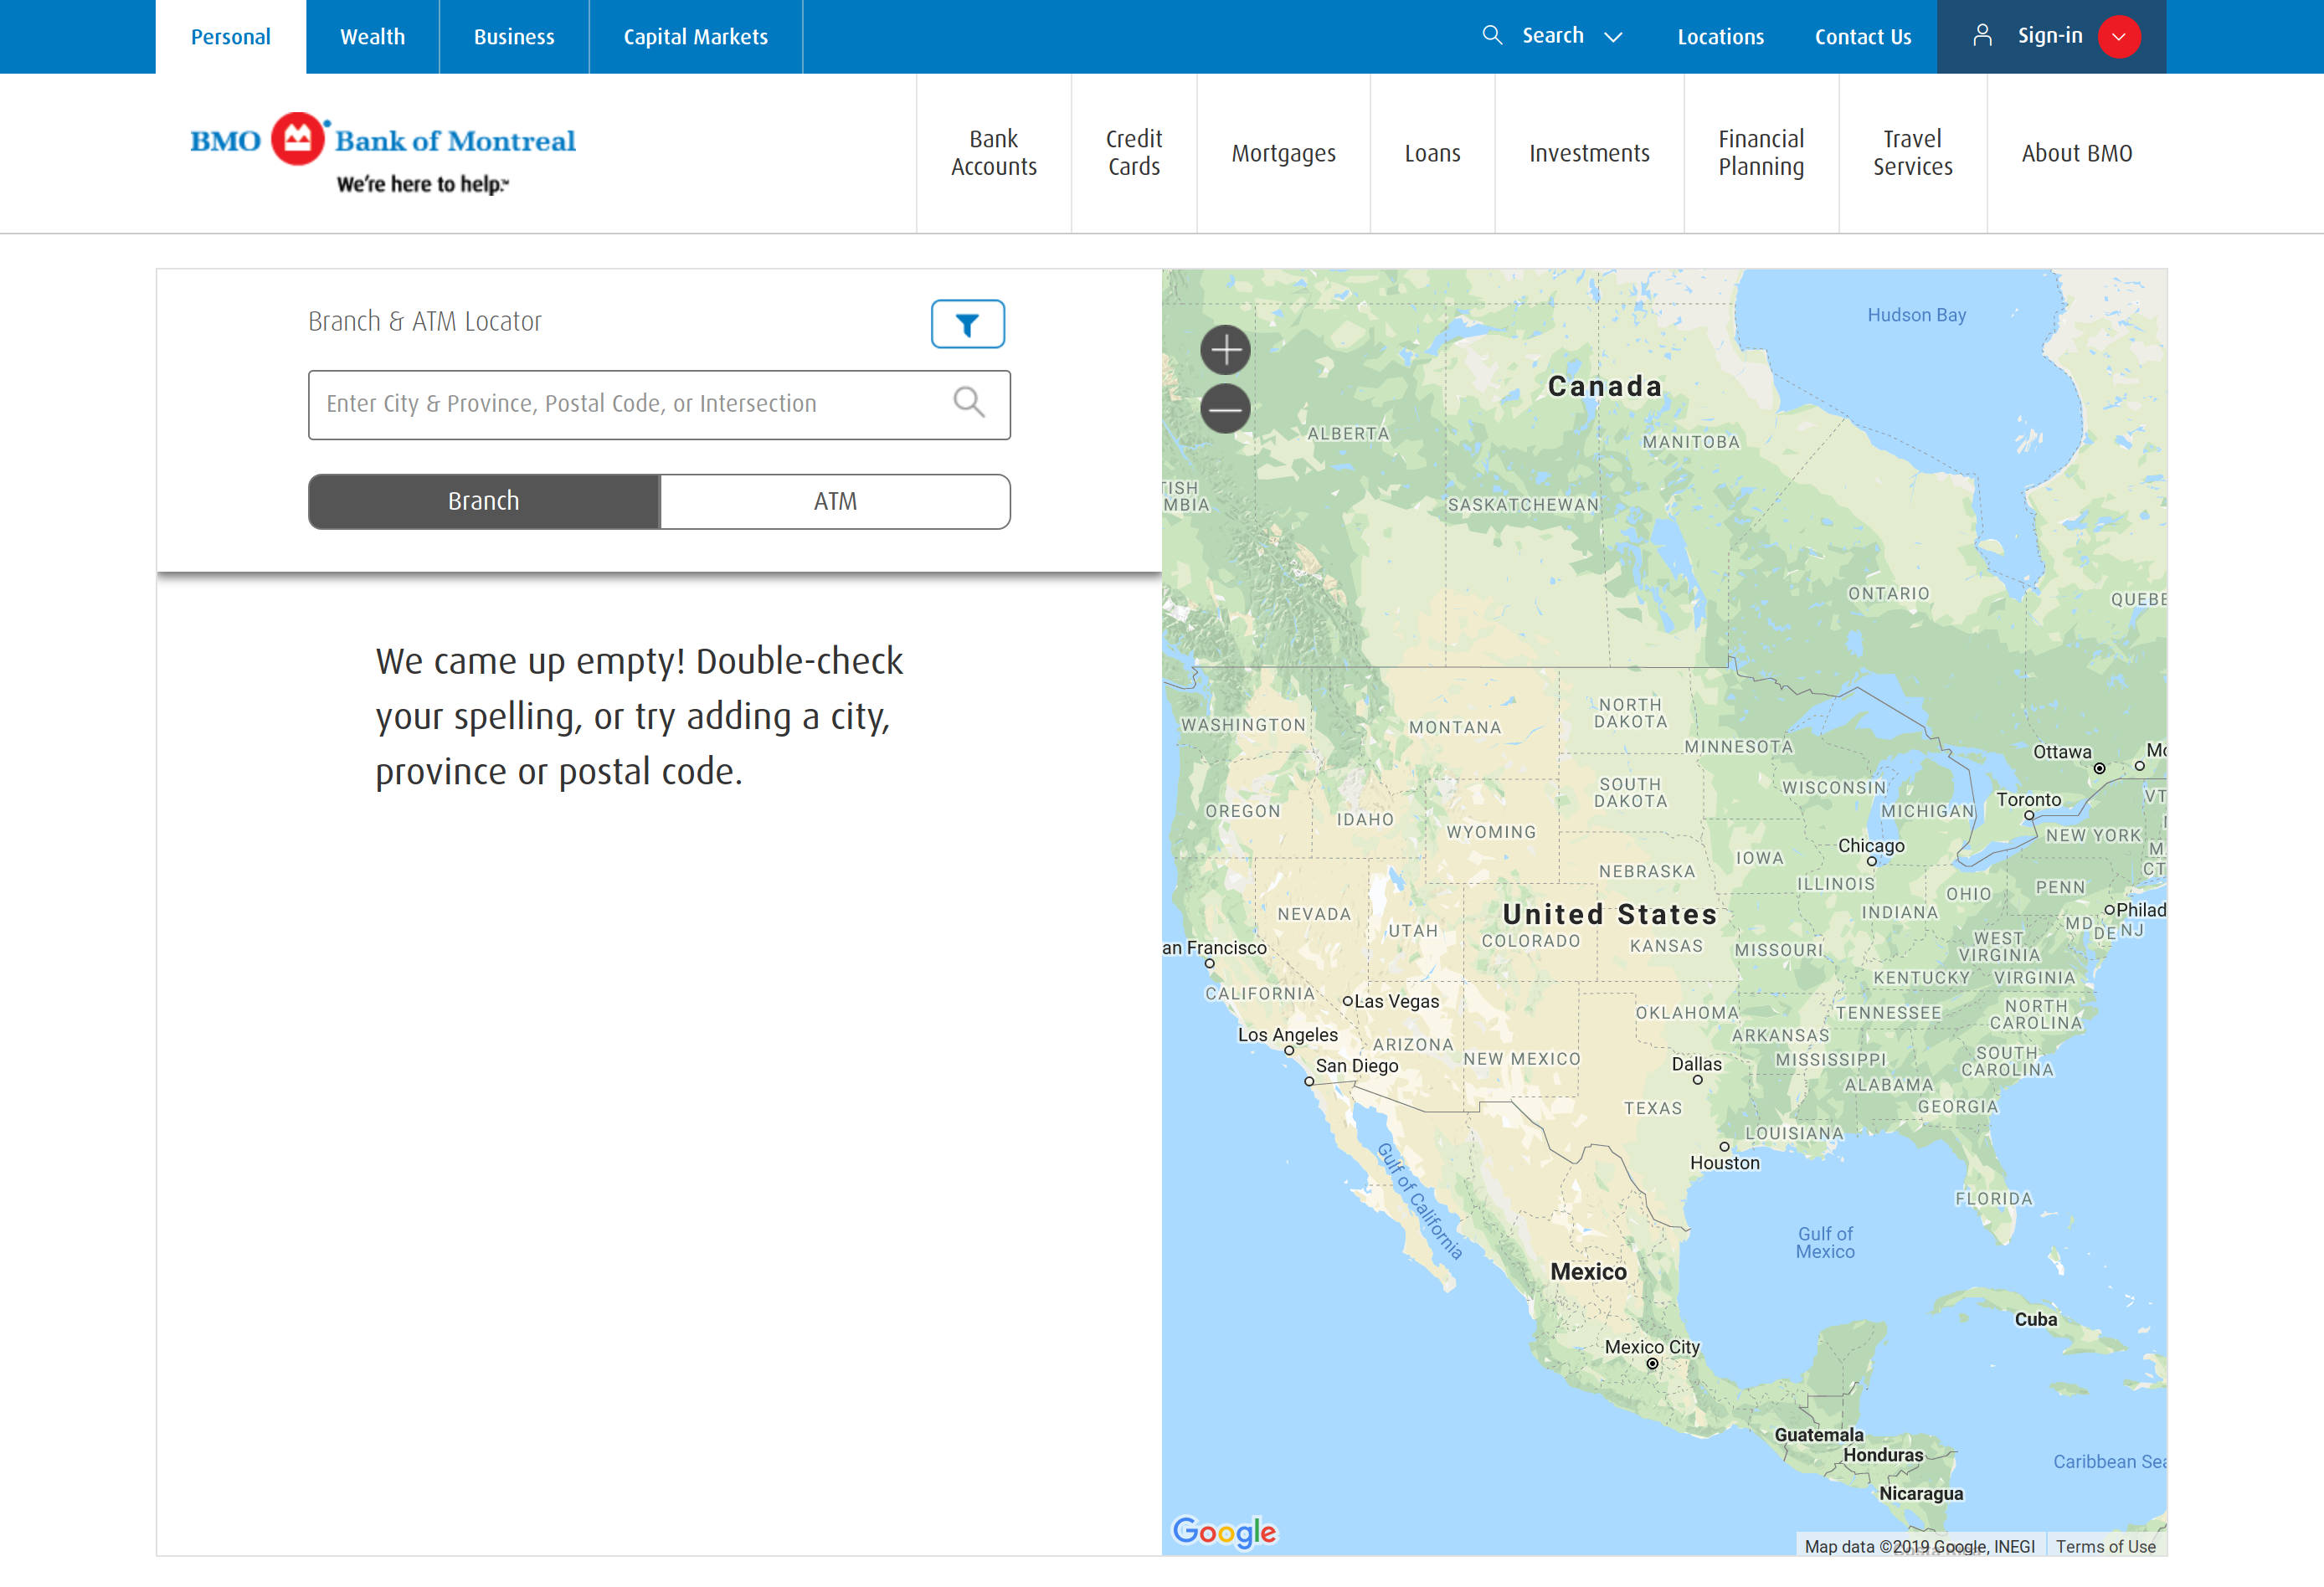 Personal
Wealth
Business
Capital Markets
Search
Locations
Contact Us
Sign-in
BMO Bank of Montreal
We're here to help.™
Bank Accounts
Credit Cards
Mortgages
Loans
Investments
Financial Planning
Travel Services
About BMO
Branch & ATM Locator
Enter City & Province, Postal Code, or Intersection
Branch
ATM
We came up empty! Double-check
your spelling, or try adding a city,
province or postal code.
Hudson Bay
Canada
ALBERTA
MANITOBA
TISH
MBIA
SASKATCHEWAN
ONTARIO
QUEBE
WASHINGTON
MONTANA
NORTH
DAKOTA
MINNESOTA
Ottawa
Mo
OREGON
IDAHO
SOUTH
DAKOTA
WISCONSIN
MICHIGAN
Toronto
VT
WYOMING
NEW YORK
Chicago
M
CT
NEBRASKA
IOWA
ILLINOIS
OHIO
PENN
NEVADA
United States
INDIANA
Philad
UTAH
COLORADO
KANSAS
MISSOURI
MD
DE
NJ
an Francisco
WEST
VIRGINIA
KENTUCKY
VIRGINIA
CALIFORNIA
Las Vegas
OKLAHOMA
TENNESSEE
NORTH
CAROLINA
Los Angeles
ARIZONA
NEW MEXICO
ARKANSAS
San Diego
Dallas
MISSISSIPPI
SOUTH
CAROLINA
ALABAMA
TEXAS
GEORGIA
LOUISIANA
Houston
Gulf of California
FLORIDA
Gulf of
Mexico
Mexico
Cuba
Mexico City
Guatemala
Honduras
Caribbean Sea
Nicaragua
Google
Map data ©2019 Google, INEGI
Terms of Use